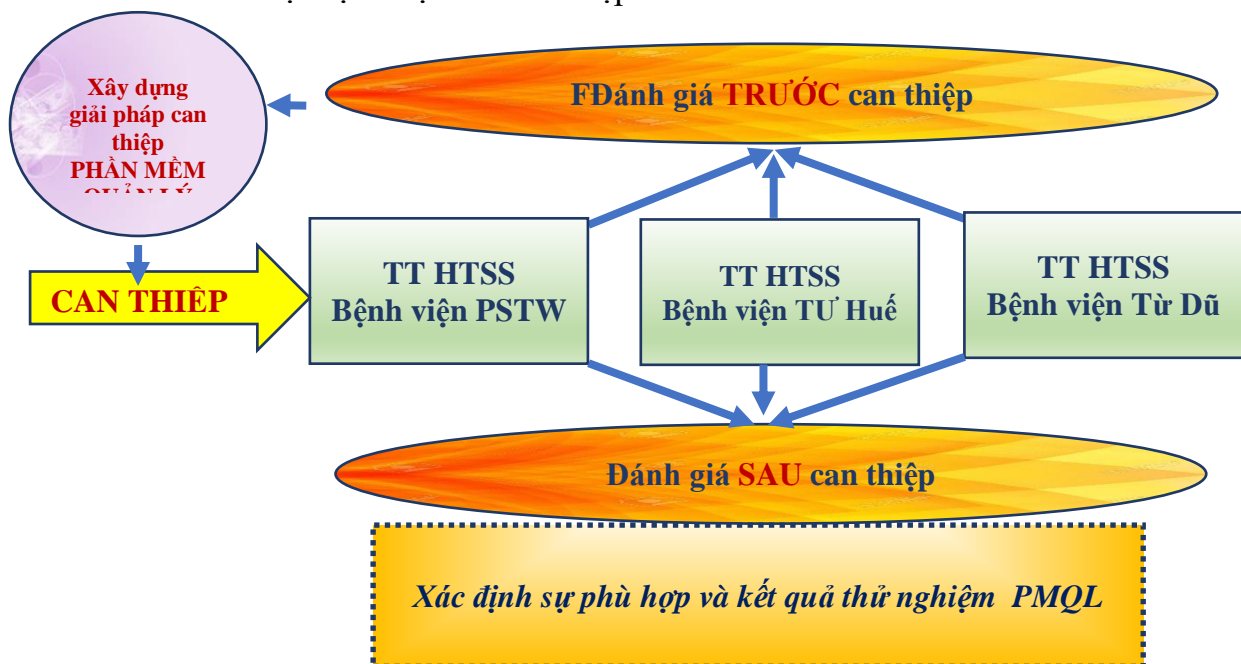 Xây dựng
giải pháp can
thiệp
PHẦN MỀM
QUẢN LÝ
FĐánh giá TRƯỚC can thiệp
CAN THIỆP
TT HTSS
Bệnh viện PSTW
TT HTSS
Bệnh viện TƯ Huế
TT HTSS
Bệnh viện Từ Dũ
Đánh giá SAU can thiệp
Xác định sự phù hợp và kết quả thử nghiệm PMQL